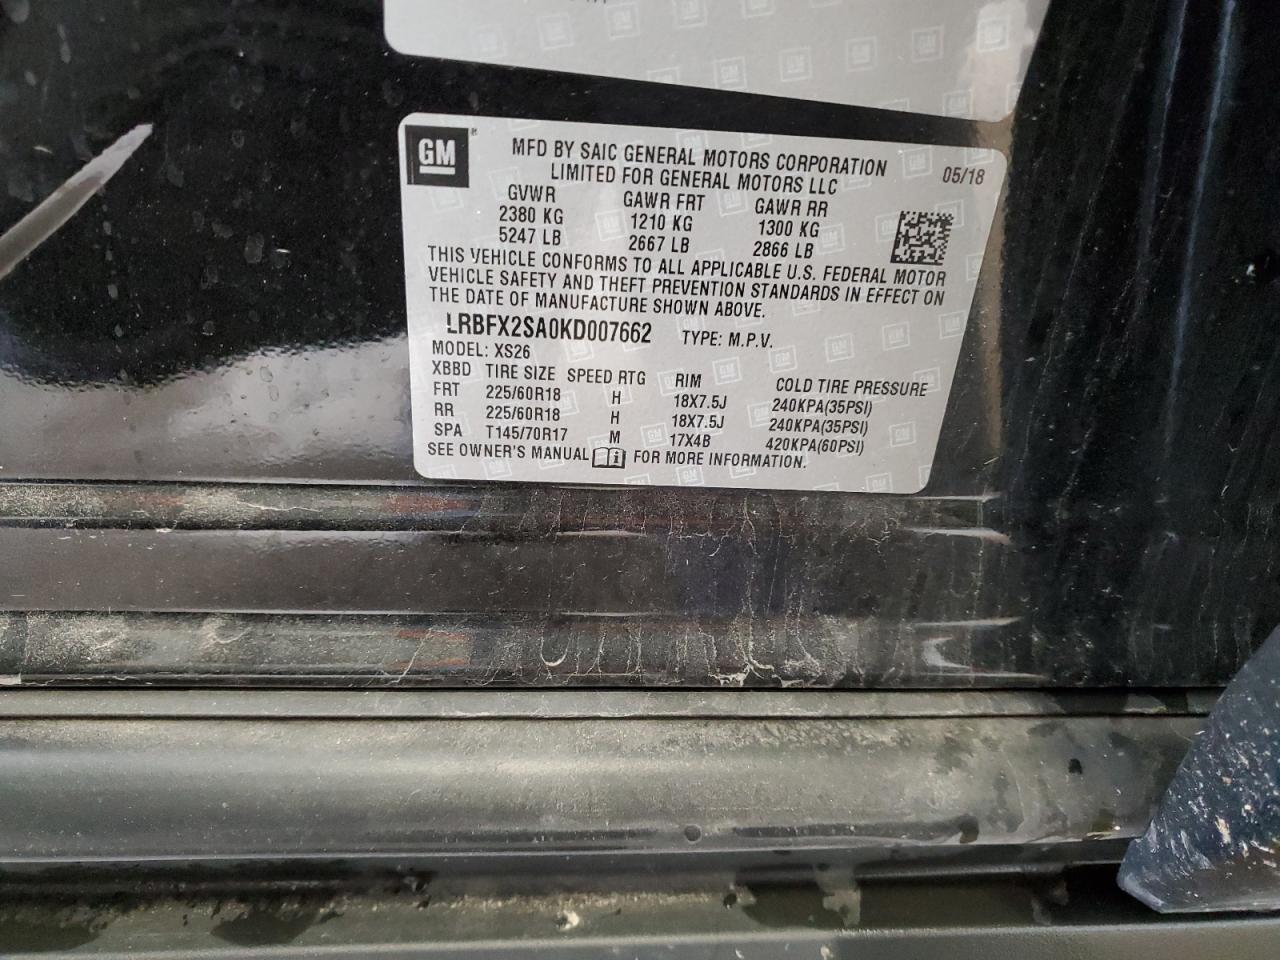 GM
MFD BY SAIC GENERAL MOTORS CORPORATION
LIMITED FOR GENERAL MOTORS LLC
05/18
GVWR GAWR FRT GAWR RR
2380 KG 1210 KG 1300 KG
5247 LB 2667 LB 2866 LB
THIS VEHICLE CONFORMS TO ALL APPLICABLE U.S. FEDERAL MOTOR
VEHICLE SAFETY AND THEFT PREVENTION STANDARDS IN EFFECT ON
THE DATE OF MANUFACTURE SHOWN ABOVE.
LRBFX2SA0KD007662 TYPE: M.P.V.
MODEL: XS26
XBBD TIRE SIZE SPEED RTG RIM COLD TIRE PRESSURE
FRT 225/60R18 H 18X7.5J 240KPA(35PSI)
RR 225/60R18 H 18X7.5J 240KPA(35PSI)
SPA T145/70R17 M 17X4B 420KPA(60PSI)
SEE OWNER'S MANUAL FOR MORE INFORMATION.